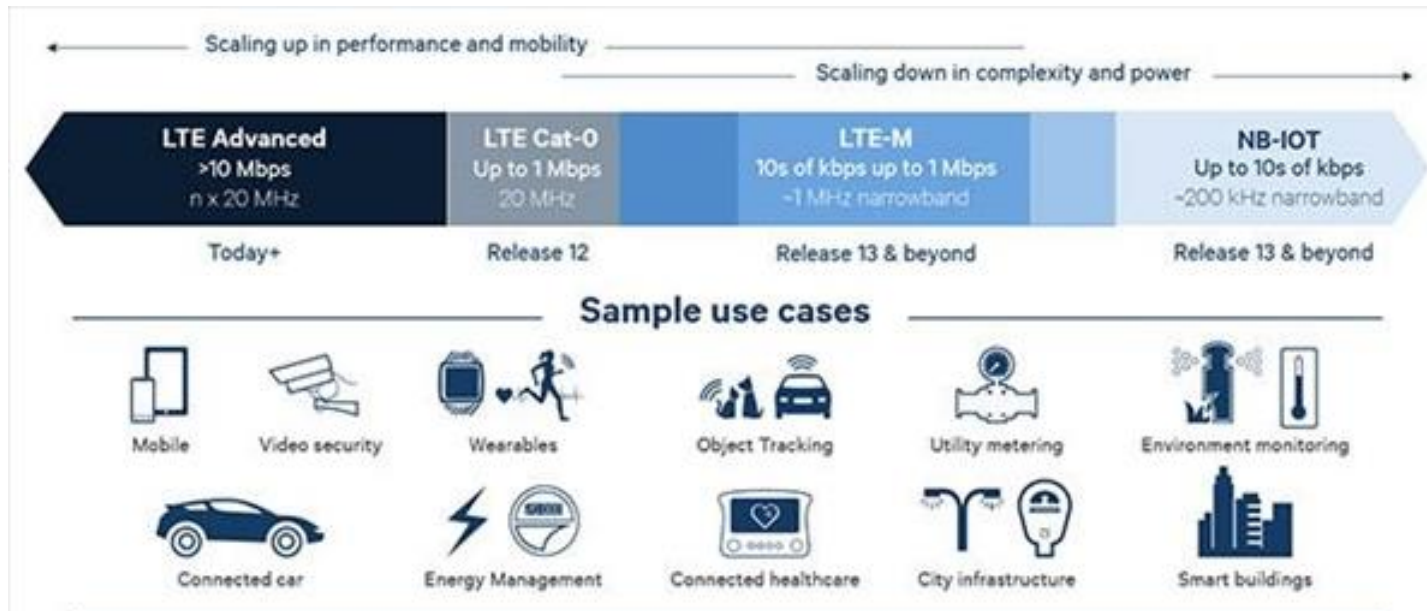 Scaling up in performance and mobility
Scaling down in complexity and power
LTE Advanced
>10 Mbps
n x 20 MHz
LTE Cat-0
Up to 1 Mbps
20 MHz
LTE-M
10s of kbps up to 1 Mbps
~1 MHz narrowband
NB-IOT
Up to 10s of kbps
~200 kHz narrowband
Today+
Release 12
Release 13 & beyond
Release 13 & beyond
Sample use cases
Mobile
Video security
Wearables
Object Tracking
Utility metering
Environment monitoring
Connected car
Energy Management
Connected healthcare
City infrastructure
Smart buildings